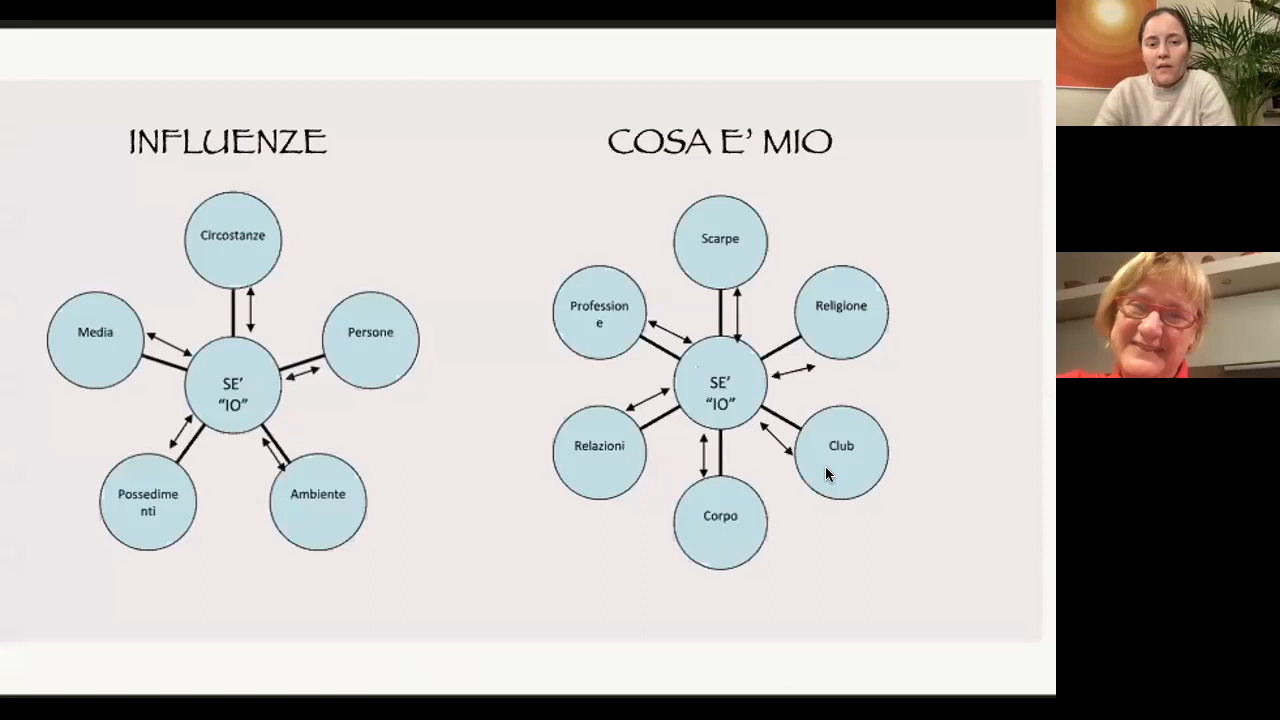 INFLUENZE
Circostanze
Media
Persone
SE'
“IO”
Possedime
nti
Ambiente
COSA E’ MIO
Scarpe
Profession
e
Religione
SE'
“IO”
Relazioni
Club
Corpo